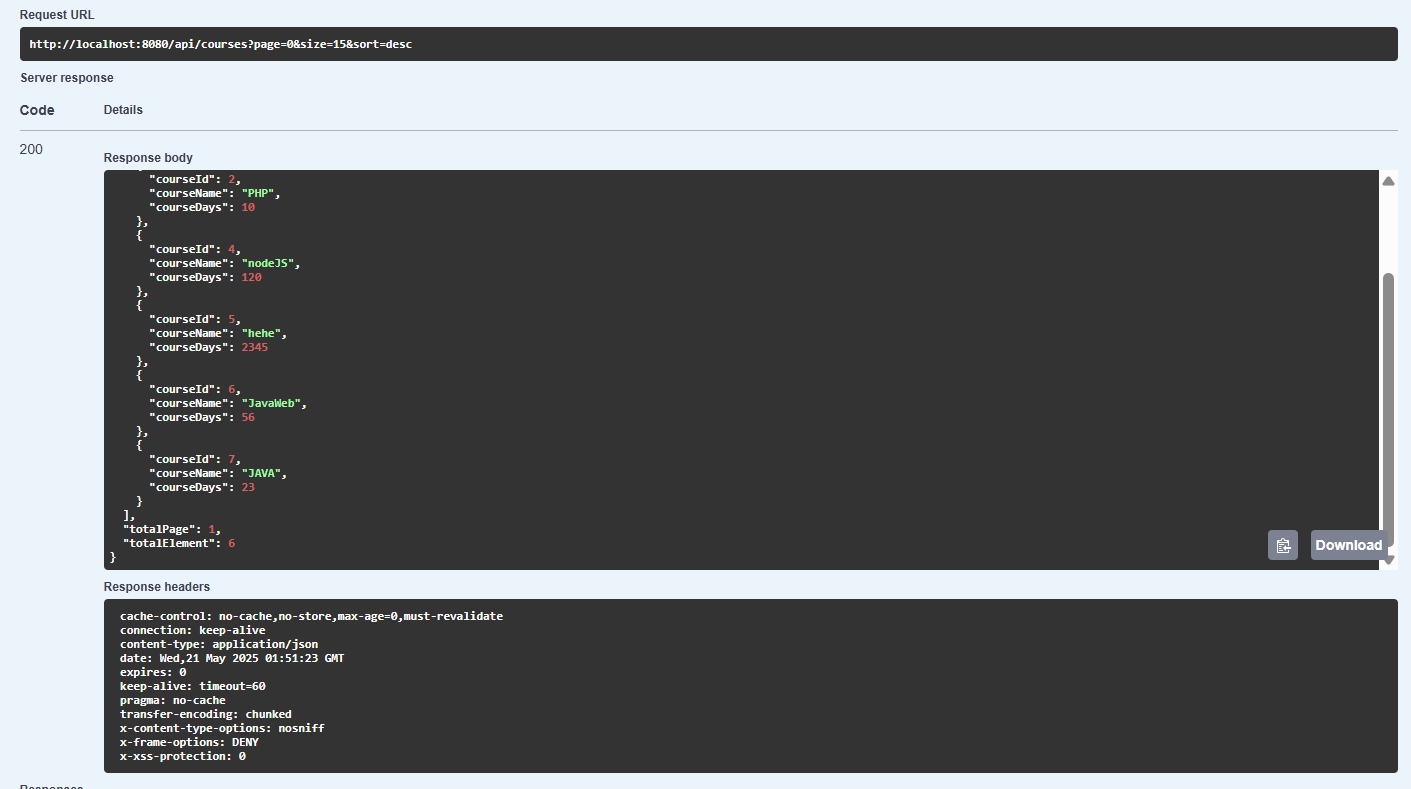 Request URL
http://localhost:8080/api/courses?page=0&size=15&sort=desc
Server response
Code Details
200
Response body
"courseId": 2,
"courseName": "PHP",
"courseDays": 10
},
{
"courseId": 4,
"courseName": "nodeJS",
"courseDays": 120
},
{
"courseId": 5,
"courseName": "hehe",
"courseDays": 2345
},
{
"courseId": 6,
"courseName": "JavaWeb",
"courseDays": 56
},
{
"courseId": 7,
"courseName": "JAVA",
"courseDays": 23
}
],
"totalPage": 1,
"totalElement": 6
}
Download
Response headers
cache-control: no-cache,no-store,max-age=0,must-revalidate
connection: keep-alive
content-type: application/json
date: Wed,21 May 2025 01:51:23 GMT
expires: 0
keep-alive: timeout=60
pragma: no-cache
transfer-encoding: chunked
x-content-type-options: nosniff
x-frame-options: DENY
x-xss-protection: 0
Responses